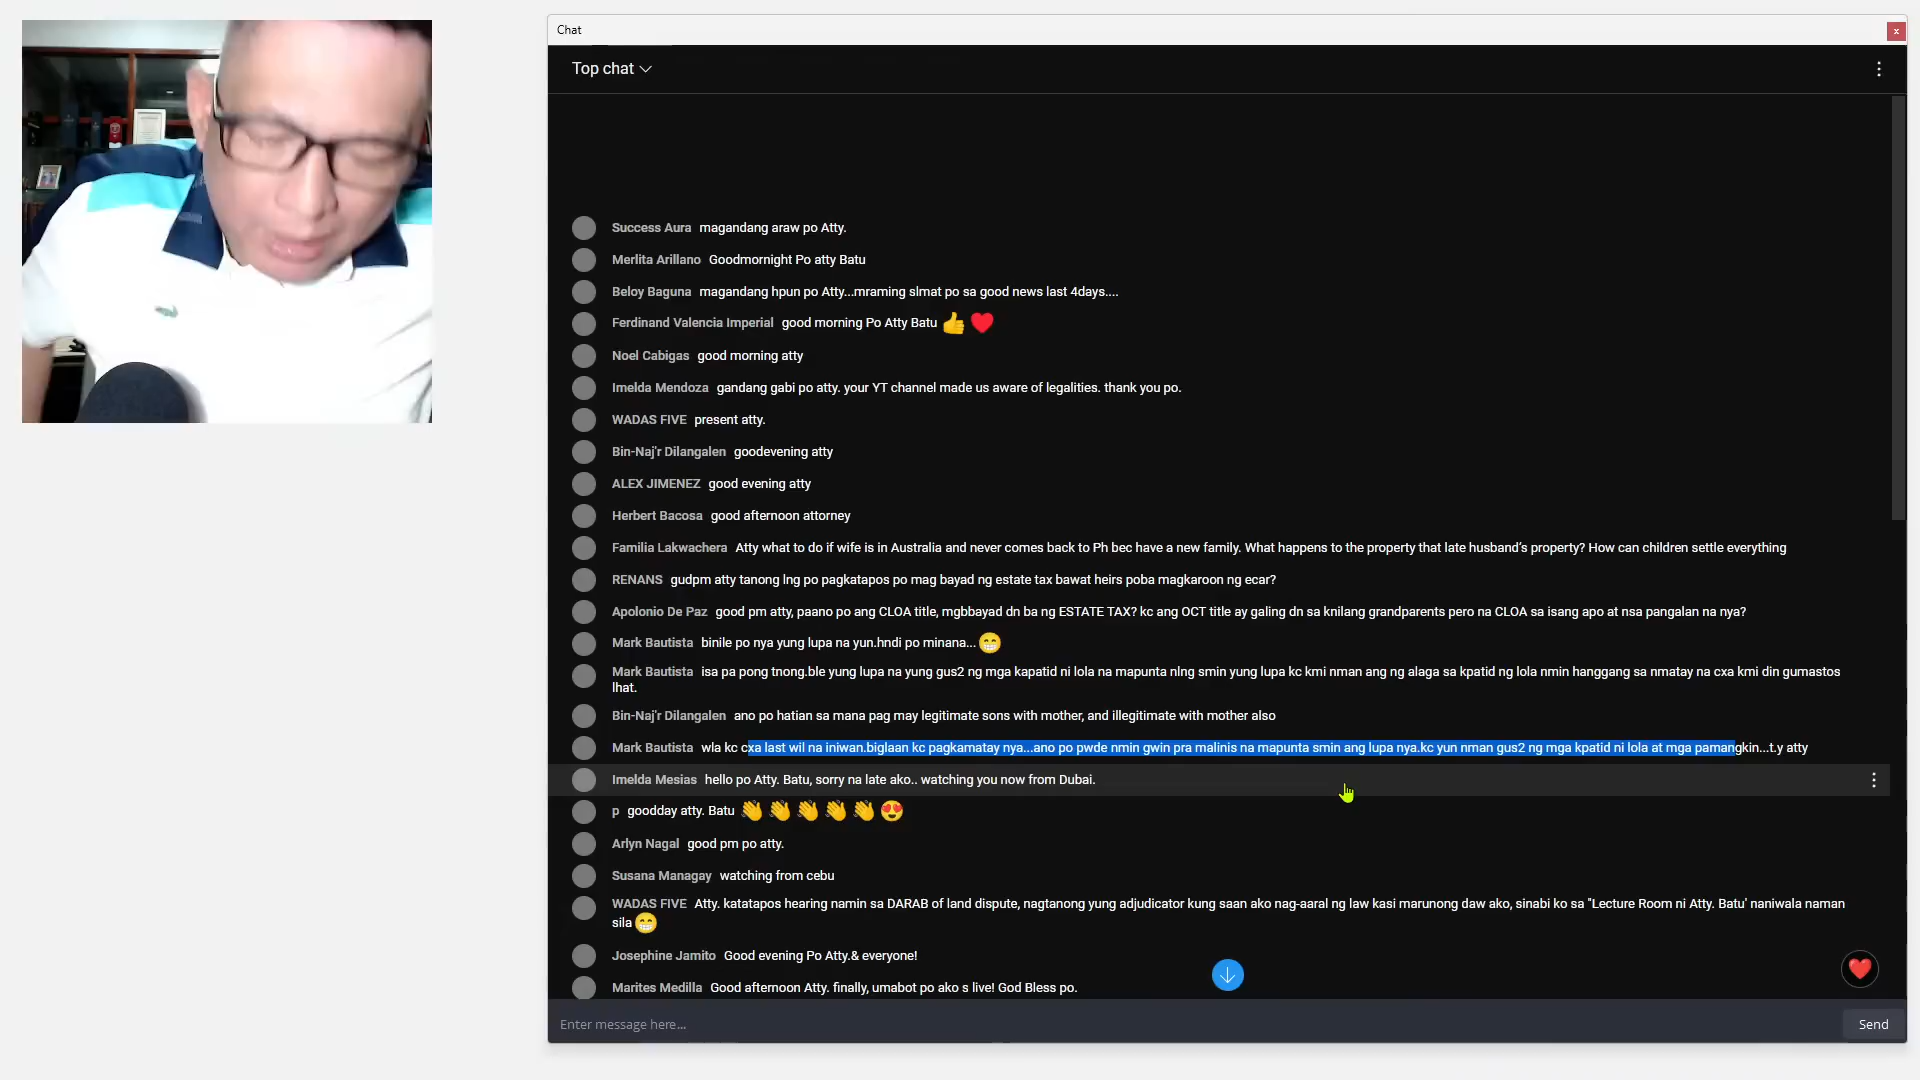 Chat
x
Top chat
Success Aura magandang araw po Atty.
Merlita Arillano Goodmornight Po atty Batu
Beloy Baguna magandang hpun po Atty...mraming slmat po sa good news last 4days....
Ferdinand Valencia Imperial good morning Po Atty Batu 👍❤️
Noel Cabigas good morning atty
Imelda Mendoza gandang gabi po atty. your YT channel made us aware of legalities. thank you po.
WADAS FIVE present atty.
Bin-Naj'r Dilangalen goodevening atty
ALEX JIMENEZ good evening atty
Herbert Bacosa good afternoon attorney
Familia Lakwachera Atty what to do if wife is in Australia and never comes back to Ph bec have a new family. What happens to the property that late husband's property? How can children settle everything
RENANS gudpm atty tanong lng po pagkatapos po mag bayad ng estate tax bawat heirs poba magkaroon ng ecar?
Apolonio De Paz good pm atty, paano po ang CLOA title, mgbbayad dn ba ng ESTATE TAX? kc ang OCT title ay galing dn sa knilang grandparents pero na CLOA sa isang apo at nsa pangalan na nya?
Mark Bautista binile po nya yung lupa na yun.hndi po minana...😁
Mark Bautista isa pa pong tnong.ble yung lupa na yung gus2 ng mga kapatid ni lola na mapunta nlng smin yung lupa kc kmi nman ang ng alaga sa kpatid ng lola nmin hanggang sa nmatay na cxa kmi din gumastos
lhat.
Bin-Naj'r Dilangalen ano po hatian sa mana pag may legitimate sons with mother, and illegitimate with mother also
Mark Bautista wla kc cxa last wil na iniwan.biglaan kc pagkamatay nya...ano po pwde nmin gwin pra malinis na mapunta smin ang lupa nya.kc yun nman gus2 ng mga kpatid ni lola at mga pamangkin...t.y atty
Imelda Mesias hello po Atty. Batu, sorry na late ako.. watching you now from Dubai.
p goodday atty. Batu 👏👏👏👏👏😍
Arlyn Nagal good pm po atty.
Susana Managay watching from cebu
WADAS FIVE Atty. katatapos hearing namin sa DARAB of land dispute, nagtanong yung adjudicator kung saan ako nag-aaral ng law kasi marunong daw ako, sinabi ko sa "Lecture Room ni Atty. Batu' naniwala naman
sila😁
Josephine Jamito Good evening Po Atty.& everyone!
Marites Medilla Good afternoon Atty. finally, umabot po ako s live! God Bless po.
Enter message here...
Send